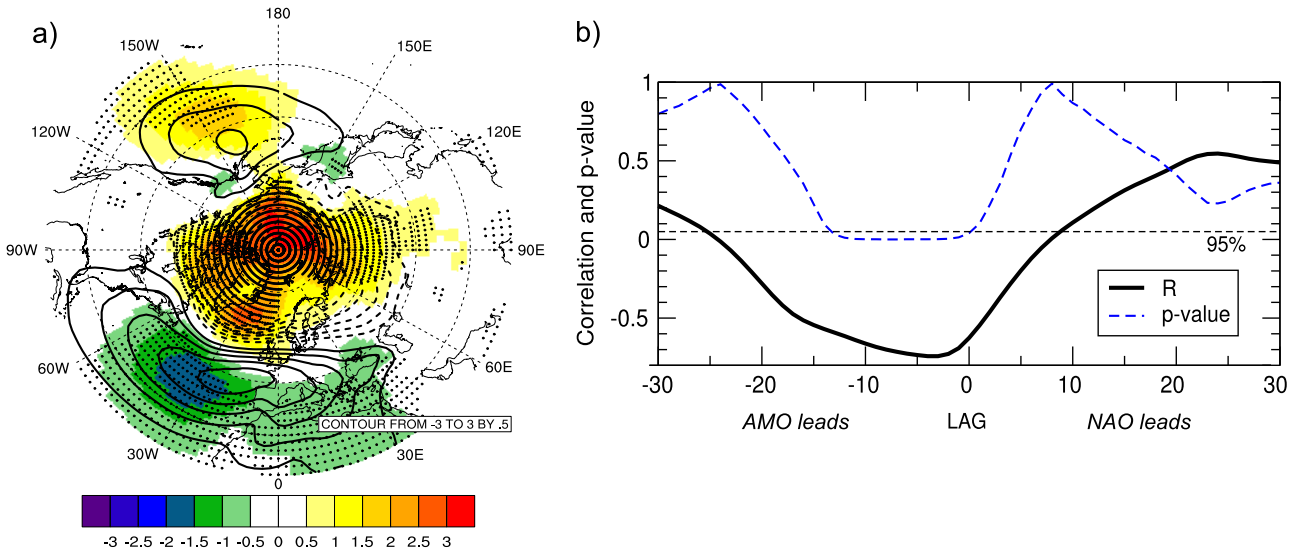 a)
180
150W
150E
120W
120E
90W
90E
60W
60E
CONTOUR FROM -3 TO 3 BY .5
30W
30E
0
-3 -2.5 -2 -1.5 -1 -0.5 0 0.5 1 1.5 2 2.5 3
b)
Correlation and p-value
1
0.5
0
-0.5
95%
R
p-value
-30 -20 -10 0 10 20 30
AMO leads LAG NAO leads